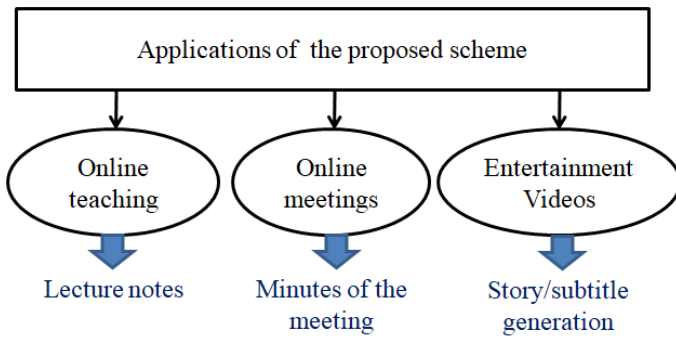 Applications of the proposed scheme
Online
teaching
Online
meetings
Entertainment
Videos
Lecture notes
Minutes of the
meeting
Story/subtitle
generation